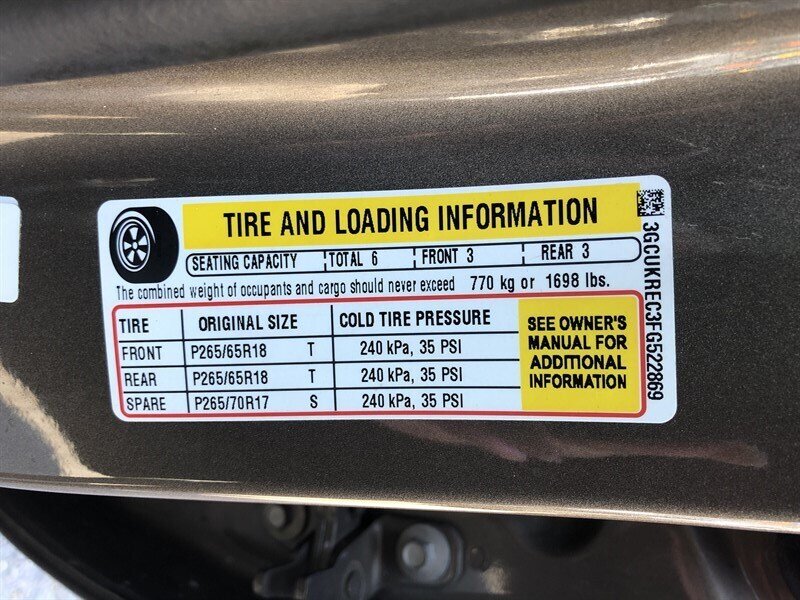 TIRE AND LOADING INFORMATION
SEATING CAPACITY TOTAL 6 FRONT 3 REAR 3
The combined weight of occupants and cargo should never exceed 770 kg or 1698 lbs.
TIRE ORIGINAL SIZE COLD TIRE PRESSURE
FRONT P265/65R18 T 240 kPa, 35 PSI
REAR P265/65R18 T 240 kPa, 35 PSI
SPARE P265/70R17 S 240 kPa, 35 PSI
SEE OWNER'S
MANUAL FOR
ADDITIONAL
INFORMATION
3GCUKREC3FG522869